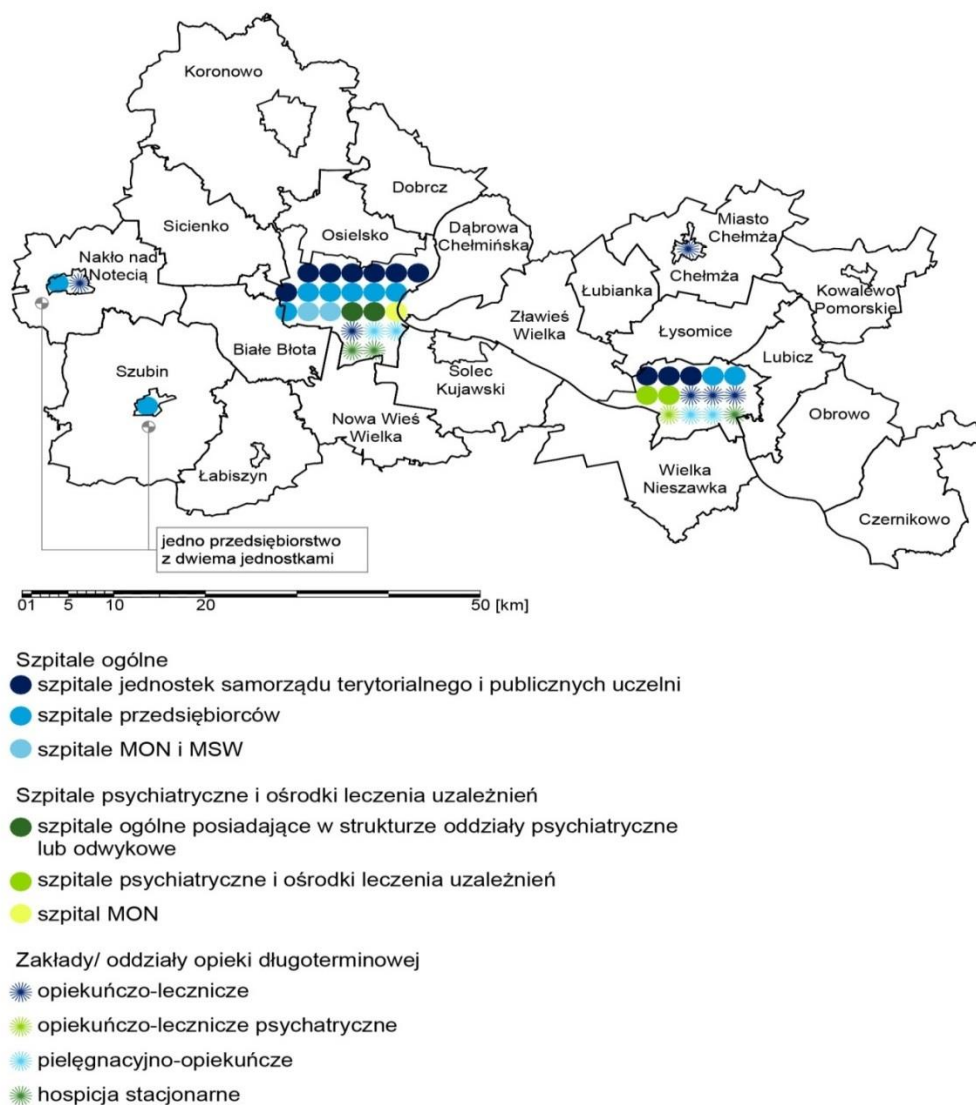 Koronowo
Dobrcz
Sicienko
Osielsko
Dąbrowa
Chełmińska
Miasto
Chełmża
Nakło nad
Notecią
Chełmża
Łubianka
Kowalewo
Pomorskie
Zławieś
Wielka
Łysomice
Białe Błota
Lubicz
Szubin
Solec
Kujawski
Obrowo
Nowa Wieś
Wielka
Łabiszyn
Wielka
Nieszawka
Czernikowo
jedno przedsiębiorstwo
z dwiema jednostkami
01 5 10 20 50 [km]
Szpitale ogólne
szpitale jednostek samorządu terytorialnego i publicznych uczelni
szpitale przedsiębiorców
szpitale MON i MSW
Szpitale psychiatryczne i ośrodki leczenia uzależnień
szpitale ogólne posiadające w strukturze oddziały psychiatryczne
lub odwykowe
szpitale psychiatryczne i ośrodki leczenia uzależnień
szpital MON
Zakłady/ oddziały opieki długoterminowej
opiekuńczo-lecznicze
opiekuńczo-lecznicze psychatryczne
pielęgnacyjno-opiekuńcze
hospicja stacjonarne